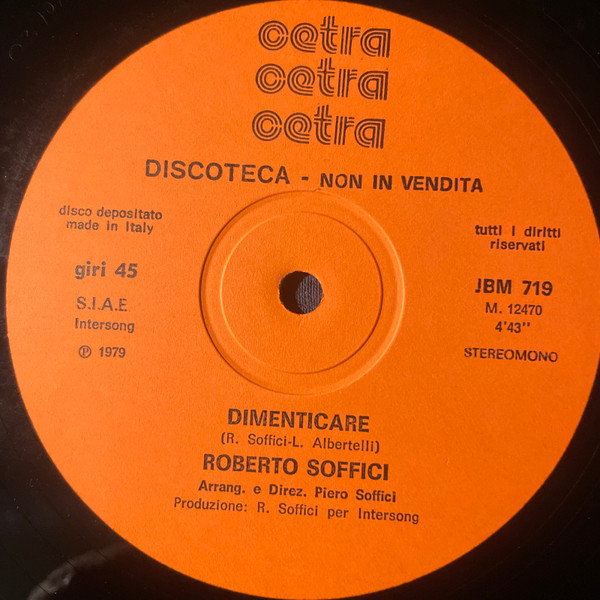 cetra
cetra
cetra
DISCOTECA - NON IN VENDITA
disco depositato
made in Italy
giri 45
S.I.A.E.
Intersong
Ⓟ 1979
tutti i diritti
riservati
JBM 719
M. 12470
4'43''
STEREOMONO
DIMENTICARE
(R. Soffici-L. Albertelli)
ROBERTO SOFFICI
Arrang. e Direz. Piero Soffici
Produzione: R. Soffici per Intersong